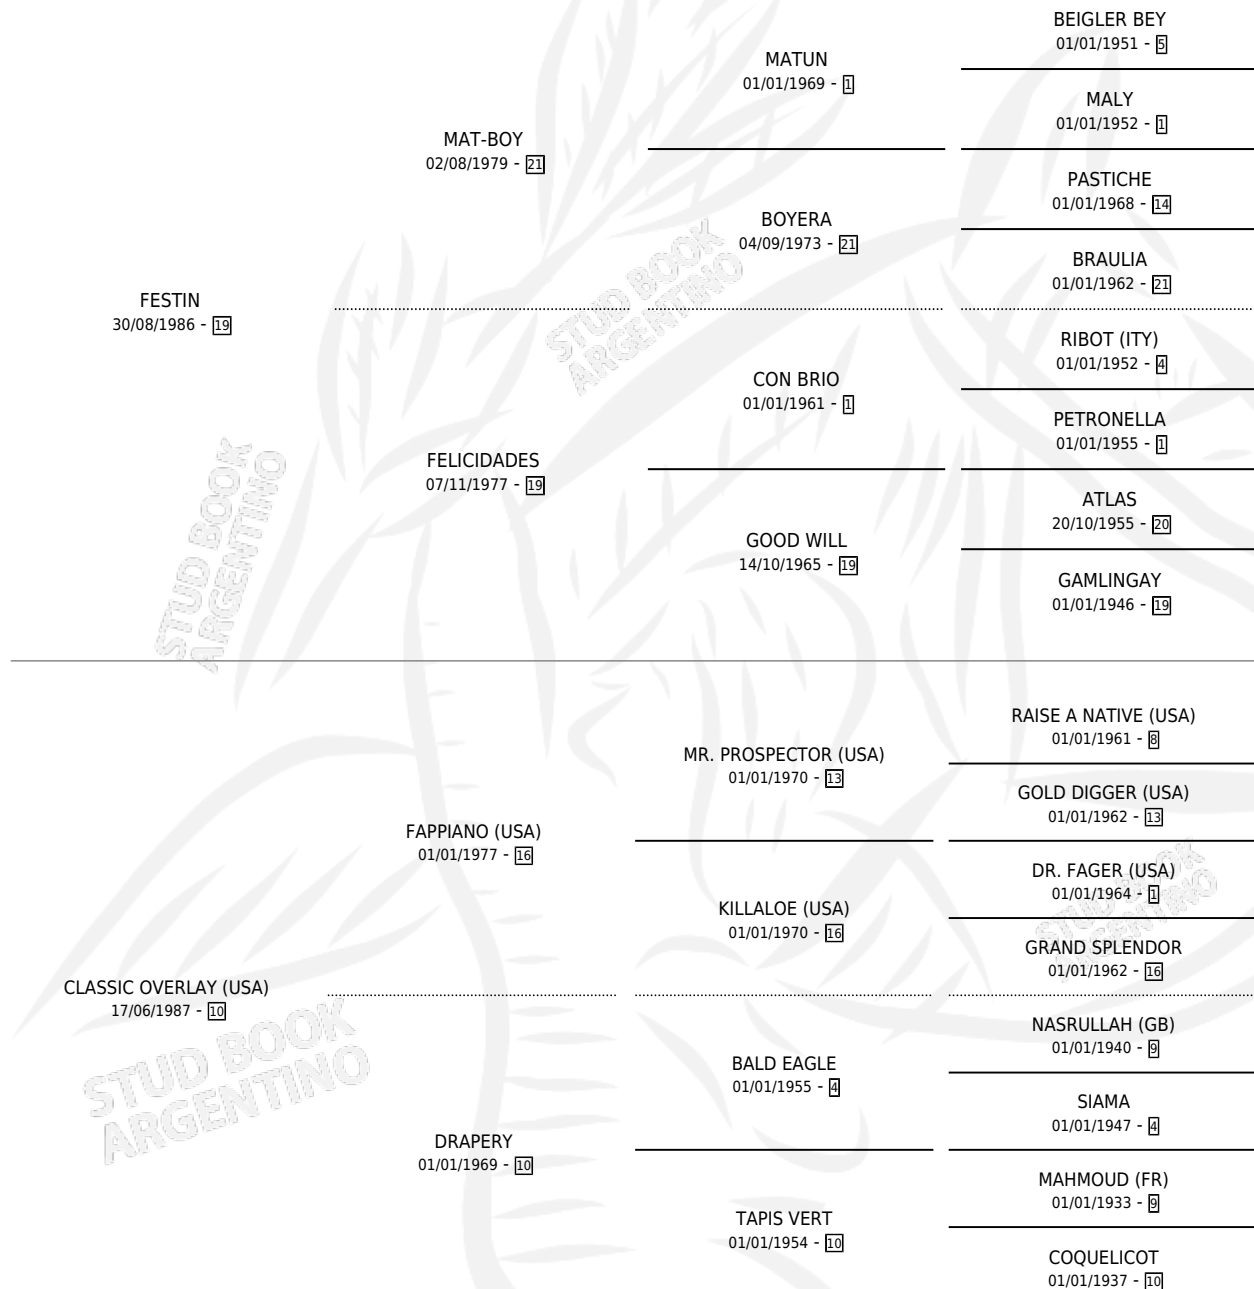 BEIGLER BEY
01/01/1951 - 5
MATUN
01/01/1969 - 1
MALY
01/01/1952 - 1
MAT-BOY
02/08/1979 - 21
PASTICHE
01/01/1968 - 14
BOYERA
04/09/1973 - 21
BRAULIA
01/01/1962 - 21
FESTIN
30/08/1986 - 19
RIBOT (ITY)
01/01/1952 - 4
CON BRIO
01/01/1961 - 1
PETRONELLA
01/01/1955 - 1
FELICIDADES
07/11/1977 - 19
ATLAS
20/10/1955 - 20
GOOD WILL
14/10/1965 - 19
GAMLINGAY
01/01/1946 - 19
RAISE A NATIVE (USA)
01/01/1961 - 8
MR. PROSPECTOR (USA)
01/01/1970 - 13
GOLD DIGGER (USA)
01/01/1962 - 13
FAPPIANO (USA)
01/01/1977 - 16
DR. FAGER (USA)
01/01/1964 - 1
KILLALOE (USA)
01/01/1970 - 16
GRAND SPLENDOR
01/01/1962 - 16
CLASSIC OVERLAY (USA)
17/06/1987 - 10
NASRULLAH (GB)
01/01/1940 - 9
BALD EAGLE
01/01/1955 - 4
SIAMA
01/01/1947 - 4
DRAPERY
01/01/1969 - 10
MAHMOUD (FR)
01/01/1933 - 9
TAPIS VERT
01/01/1954 - 10
COQUELICOT
01/01/1937 - 10
STUD BOOK
ARGENTINO
STUD BOOK
ARGENTINO
STUD BOOK
ARGENTINO
STUD BOOK
ARGENTINO